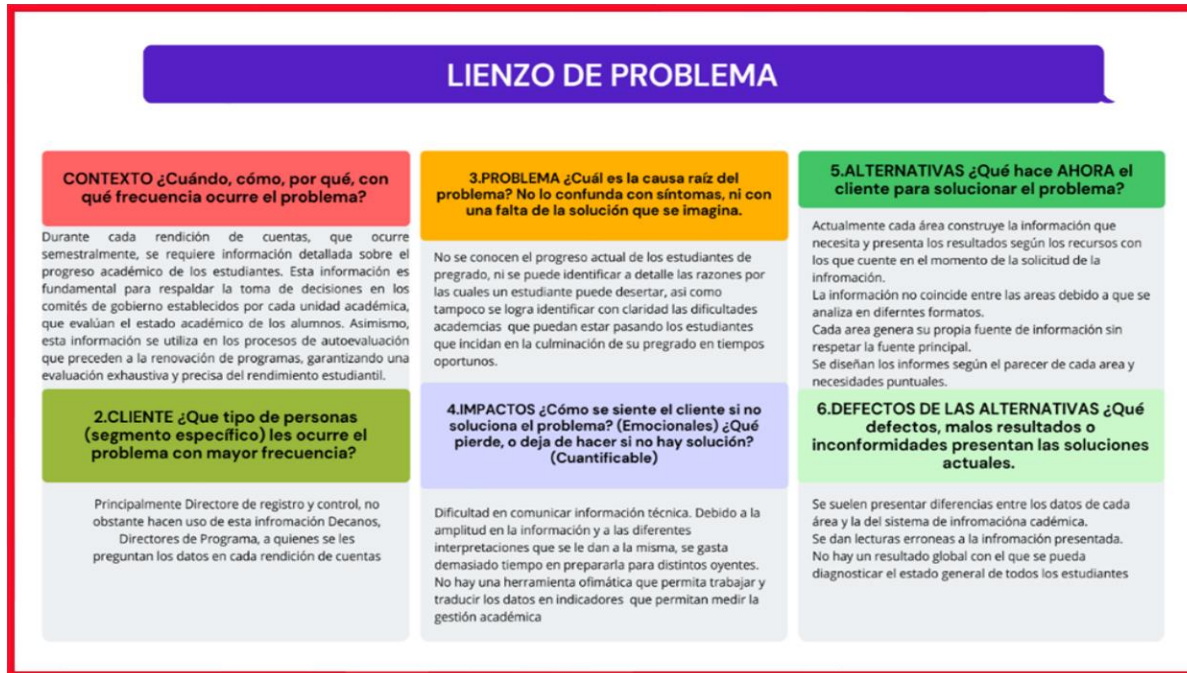 LIENZO DE PROBLEMA
CONTEXTO ¿Cuándo, cómo, por qué, con
qué frecuencia ocurre el problema?
Durante cada rendición de cuentas, que ocurre
semestralmente, se requiere información detallada sobre el
progreso académico de los estudiantes. Esta información es
fundamental para respaldar la toma de decisiones en los
comités de gobierno establecidos por cada unidad académica,
que evalúan el estado académico de los alumnos. Asimismo,
esta información se utiliza en los procesos de autoevaluación
que preceden a la renovación de programas, garantizando una
evaluación exhaustiva y precisa del rendimiento estudiantil.
2.CLIENTE ¿Que tipo de personas
(segmento específico) les ocurre el
problema con mayor frecuencia?
Principalmente Directore de registro y control, no
obstante hacen uso de esta infromación Decanos,
Directores de Programa, a quienes se les
preguntan los datos en cada rendición de cuentas
3.PROBLEMA ¿Cuál es la causa raíz del
problema? No lo confunda con síntomas, ni con
una falta de la solución que se imagina.
No se conocen el progreso actual de los estudiantes de
pregrado, ni se puede identificar a detalle las razones por
las cuales un estudiante puede desertar, asi como
tampoco se logra identificar con claridad las dificultades
academcias que puedan estar pasando los estudiantes
que incidan en la culminación de su pregrado en tiempos
oportunos.
4.IMPACTOS ¿Cómo se siente el cliente si no
soluciona el problema? (Emocionales) ¿Qué
pierde, o deja de hacer si no hay solución?
(Cuantificable)
Dificultad en comunicar información técnica. Debido a la
amplitud en la información y a las diferentes
interpretaciones que se le dan a la misma, se gasta
demasiado tiempo en prepararla para distintos oyentes.
No hay una herramienta ofimática que permita trabajar y
traducir los datos en indicadores que permitan medir la
gestión académica
5.ALTERNATIVAS ¿Qué hace AHORA el
cliente para solucionar el problema?
Actualmente cada área construye la información que
necesita y presenta los resultados según los recursos con
los que cuente en el momento de la solicitud de la
infromación.
La información no coincide entre las areas debido a que se
analiza en diferntes formatos.
Cada area genera su propia fuente de información sin
respetar la fuente principal.
Se diseñan los informes según el parecer de cada area y
necesidades puntuales.
6.DEFECTOS DE LAS ALTERNATIVAS ¿Qué
defectos, malos resultados o
inconformidades presentan las soluciones
actuales.
Se suelen presentar diferencias entre los datos de cada
área y la del sistema de infromacióna cadémica.
Se dan lecturas erroneas a la infromación presentada.
No hay un resultado global con el que se pueda
diagnosticar el estado general de todos los estudiantes